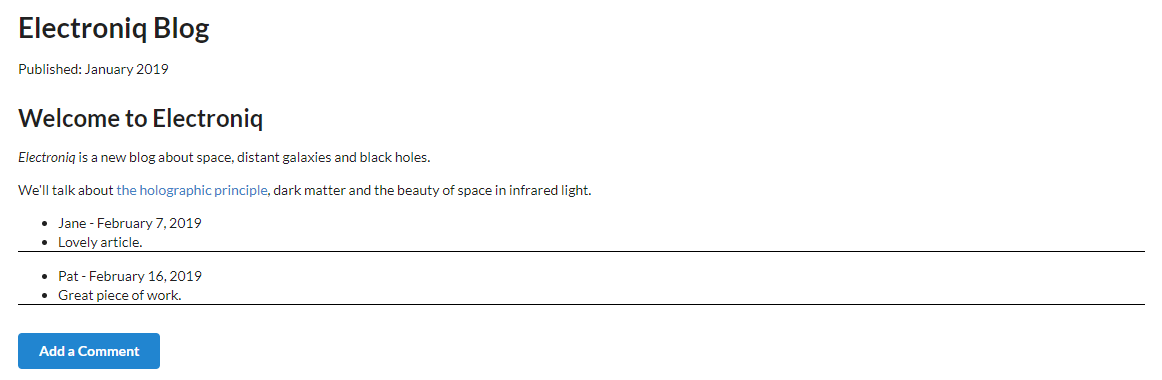 Electroniq Blog
Published: January 2019
Welcome to Electroniq
Electroniq is a new blog about space, distant galaxies and black holes.
We'll talk about the holographic principle, dark matter and the beauty of space in infrared light.
Jane - February 7, 2019
Lovely article.
Pat - February 16, 2019
Great piece of work.
Add a Comment